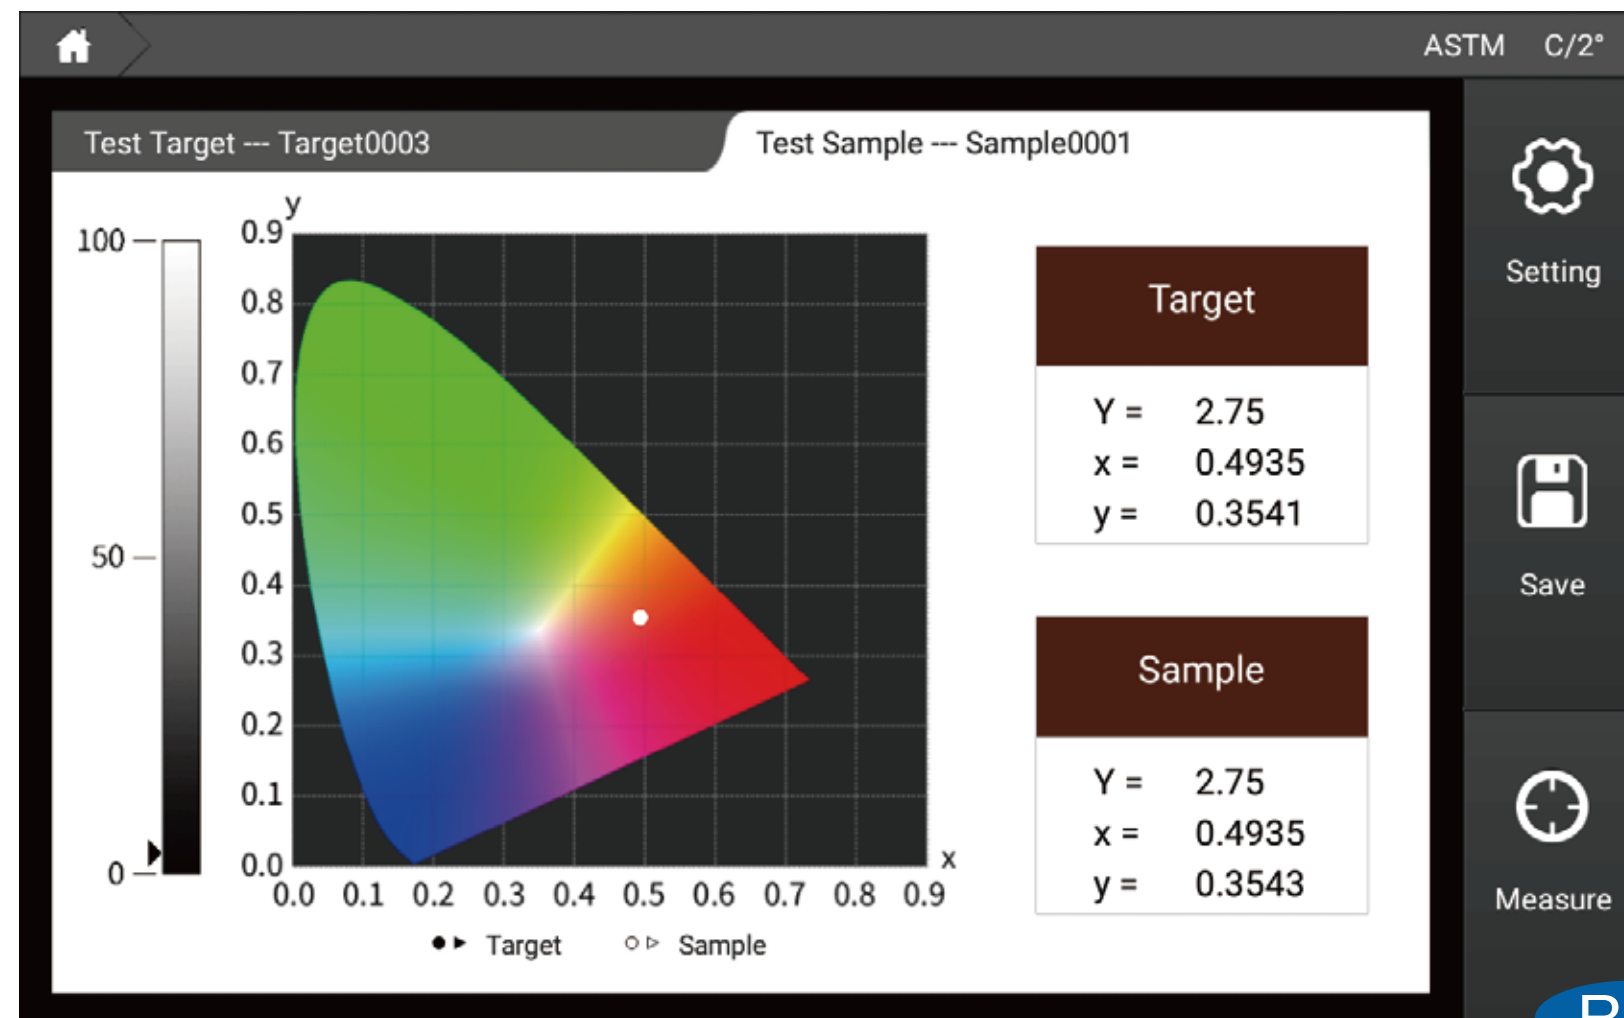 ASTM C/2°
Test Target --- Target0003
Test Sample --- Sample0001
y
0.9
0.8
0.7
0.6
0.5
0.4
0.3
0.2
0.1
0.0
100
50
0
0.0 0.1 0.2 0.3 0.4 0.5 0.6 0.7 0.8 0.9
x
Target
Sample
Target
Y = 2.75
x = 0.4935
y = 0.3541
Sample
Y = 2.75
x = 0.4935
y = 0.3543
Setting
Save
Measure